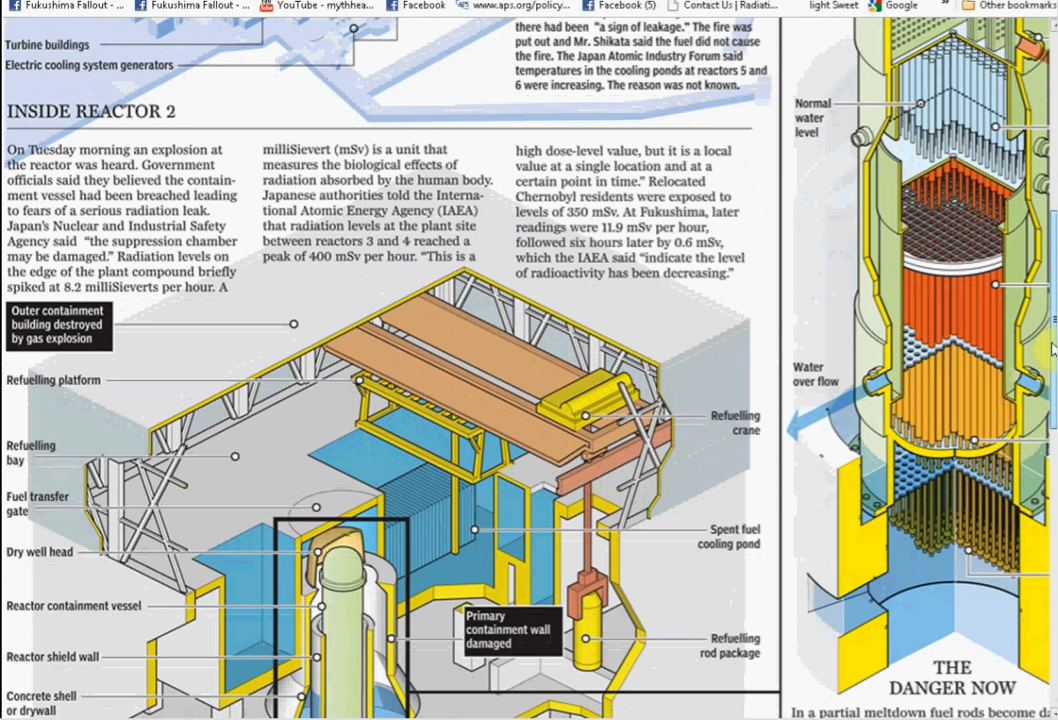 Fukushima Fallout - ...
Fukushima Fallout - ...
YouTube - mythhea...
Facebook
www.aps.org/policy...
Facebook (5)
Contact Us | Radiati...
light Sweet
Google
»
Other bookmarks
Turbine buildings
Electric cooling system generators
there had been "a sign of leakage." The fire was
put out and Mr. Shikata said the fuel did not cause
the fire. The Japan Atomic Industry Forum said
temperatures in the cooling ponds at reactors 5 and
6 were increasing. The reason was not known.
INSIDE REACTOR 2
On Tuesday morning an explosion at
the reactor was heard. Government
officials said they believed the contain-
ment vessel had been breached leading
to fears of a serious radiation leak.
Japan's Nuclear and Industrial Safety
Agency said "the suppression chamber
may be damaged." Radiation levels on
the edge of the plant compound briefly
spiked at 8.2 milliSieverts per hour. A
milliSievert (mSv) is a unit that
measures the biological effects of
radiation absorbed by the human body.
Japanese authorities told the Interna-
tional Atomic Energy Agency (IAEA)
that radiation levels at the plant site
between reactors 3 and 4 reached a
peak of 400 mSv per hour. "This is a
high dose-level value, but it is a local
value at a single location and at a
certain point in time." Relocated
Chernobyl residents were exposed to
levels of 350 mSv. At Fukushima, later
readings were 11.9 mSv per hour,
followed six hours later by 0.6 mSv,
which the IAEA said "indicate the level
of radioactivity has been decreasing."
Outer containment
building destroyed
by gas explosion
Refuelling platform
Refuelling
bay
Fuel transfer
gate
Dry well head
Reactor containment vessel
Reactor shield wall
Concrete shell
or drywall
Refuelling
crane
Spent fuel
cooling pond
Primary
containment wall
damaged
Refuelling
rod package
Normal
water
level
Water
over flow
THE
DANGER NOW
In a partial meltdown fuel rods become